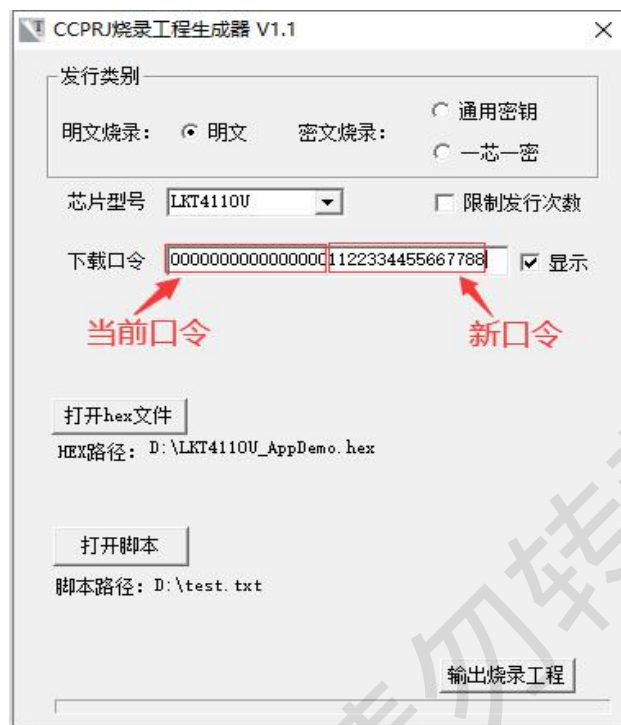 CCPRJ烧录工程生成器 V1.1
发行类别
明文烧录: 明文 密文烧录: 通用密钥
一芯一密
芯片型号 LKT4110U 限制发行次数
下载口令 00000000000000001122334455667788 显示
当前口令 新口令
打开hex文件
HEX路径: D:\LKT4110U_AppDemo.hex
打开脚本
脚本路径: D:\test.txt
输出烧录工程
请勿转